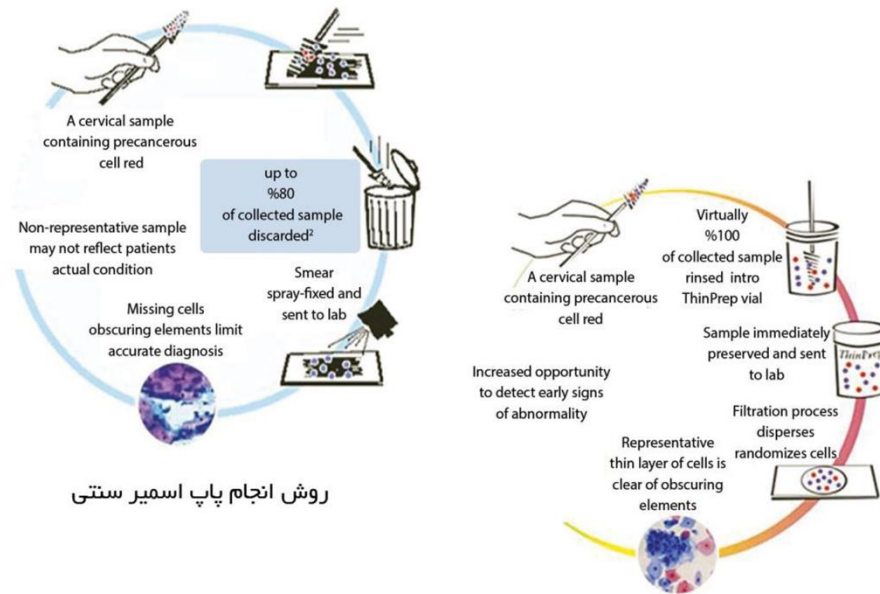 A cervical sample
containing precancerous
cell red
up to
%80
of collected sample
discarded²
Smear
spray-fixed and
sent to lab
Missing cells
obscuring elements limit
accurate diagnosis
Non-representative sample
may not reflect patients
actual condition
روش انجام پاپ اسمیر سنتی
A cervical sample
containing precancerous
cell red
Virtually
%100
of collected sample
rinsed intro
ThinPrep vial
Sample immediately
preserved and sent
to lab
ThinPrep
Filtration process
disperses
randomizes cells
Representative
thin layer of cells is
clear of obscuring
elements
Increased opportunity
to detect early signs
of abnormality